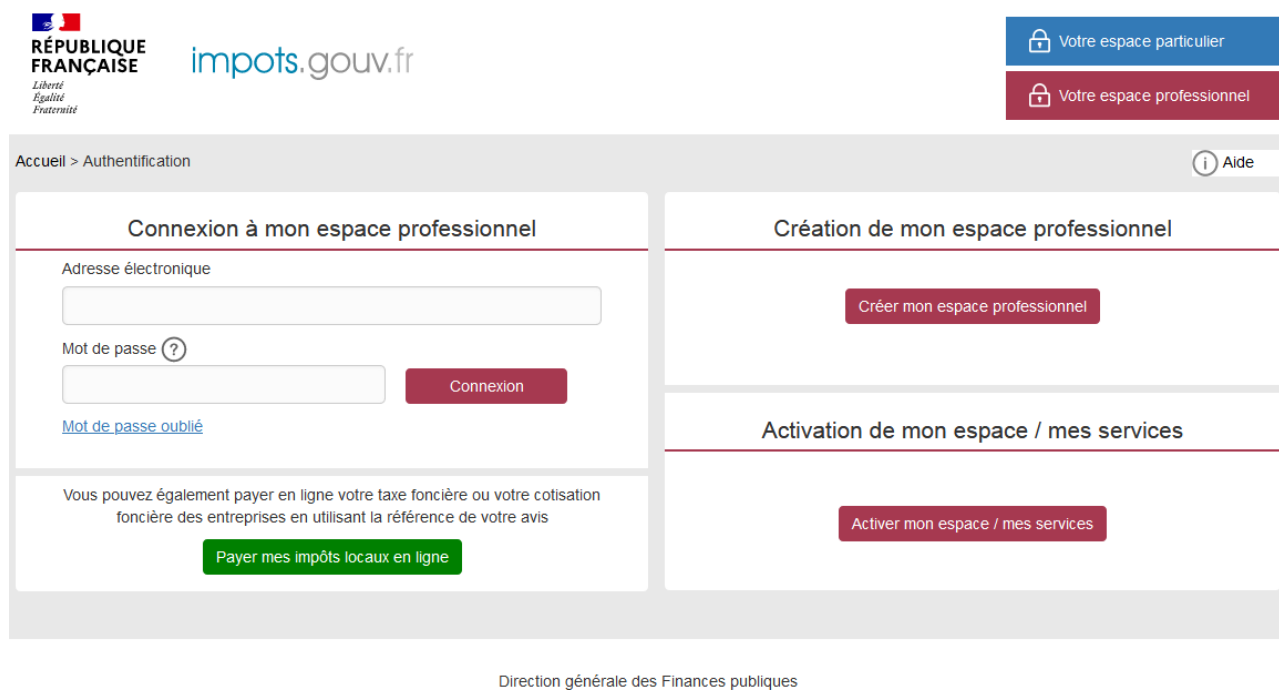 RÉPUBLIQUE
FRANÇAISE
Liberté
Égalité
Fraternité
impots.gouv.fr
Votre espace particulier
Votre espace professionnel
Accueil > Authentification
Aide
Connexion à mon espace professionnel
Adresse électronique
Mot de passe ?
Connexion
Mot de passe oublié
Vous pouvez également payer en ligne votre taxe foncière ou votre cotisation
foncière des entreprises en utilisant la référence de votre avis
Payer mes impôts locaux en ligne
Création de mon espace professionnel
Créer mon espace professionnel
Activation de mon espace / mes services
Activer mon espace / mes services
Direction générale des Finances publiques